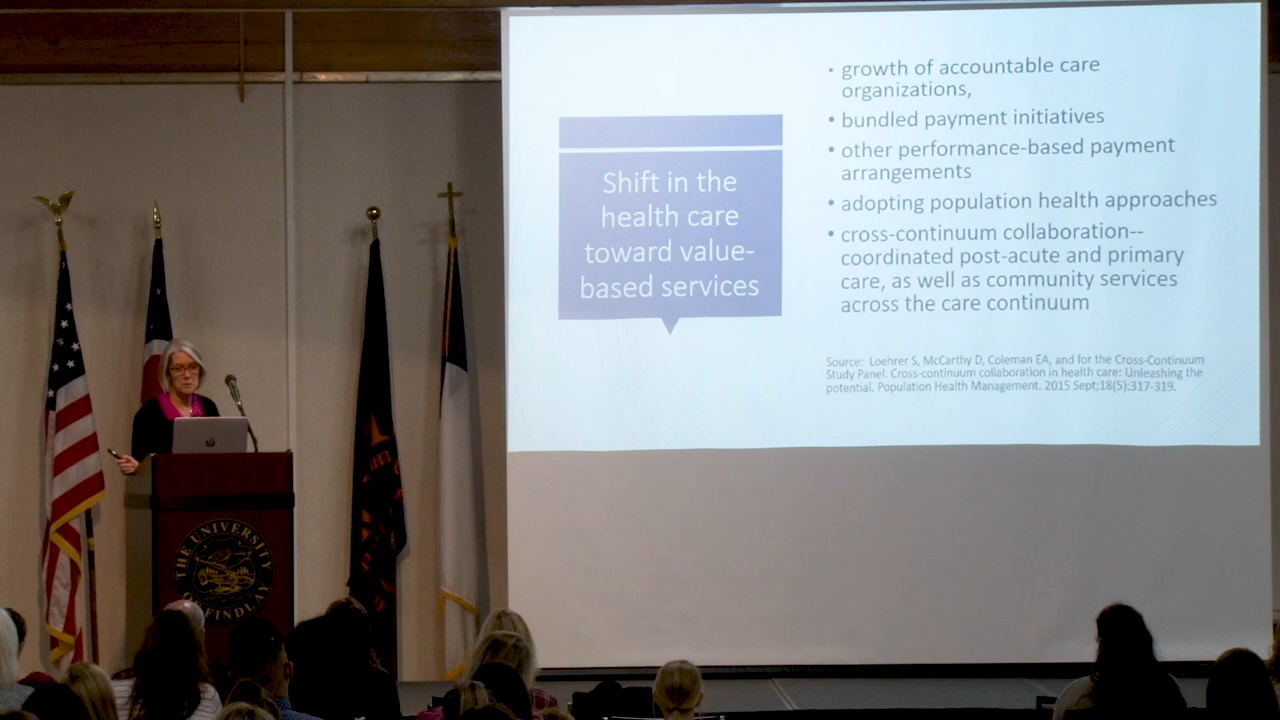 Shift in the
health care
toward value-
based services
• growth of accountable care
organizations,
• bundled payment initiatives
• other performance-based payment
arrangements
• adopting population health approaches
• cross-continuum collaboration--
coordinated post-acute and primary
care, as well as community services
across the care continuum
Source: Loehrer S, McCarthy D, Coleman EA, and for the Cross-Continuum
Study Panel. Cross-continuum collaboration in health care: Unleashing the
potential. Population Health Management. 2015 Sept;18(5):317-319.
hp
THE UNIVERSITY
OF FINDLAY